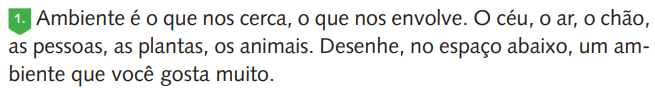 1. Ambiente é o que nos cerca, o que nos envolve. O céu, o ar, o chão,
as pessoas, as plantas, os animais. Desenhe, no espaço abaixo, um am-
biente que você gosta muito.